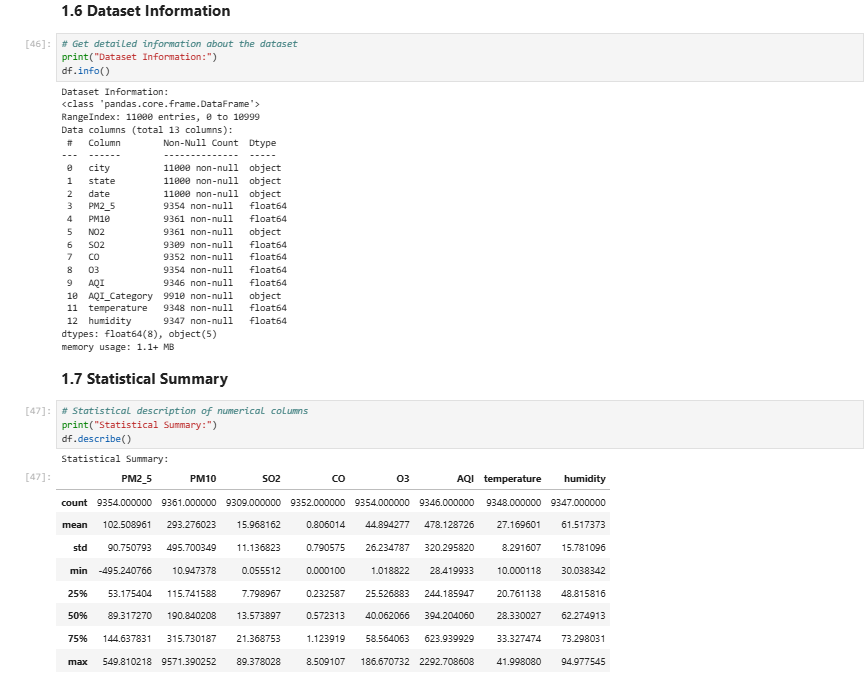 1.6 Dataset Information
[46]: # Get detailed information about the dataset
print("Dataset Information:")
df.info()
Dataset Information:
<class 'pandas.core.frame.DataFrame'>
RangeIndex: 11000 entries, 0 to 10999
Data columns (total 13 columns):
#   Column   Non-Null Count   Dtype
---  ------  --------------  -----
0   city   11000 non-null   object
1   state   11000 non-null   object
2   date   11000 non-null   object
3   PM2_5   9354 non-null   float64
4   PM10   9361 non-null   float64
5   NO2   9361 non-null   object
6   SO2   9309 non-null   float64
7   CO   9352 non-null   float64
8   O3   9354 non-null   float64
9   AQI   9346 non-null   float64
10   AQI_Category   9910 non-null   object
11   temperature   9348 non-null   float64
12   humidity   9347 non-null   float64
dtypes: float64(8), object(5)
memory usage: 1.1+ MB
1.7 Statistical Summary
[47]: # Statistical description of numerical columns
print("Statistical Summary:")
df.describe()
Statistical Summary:
[47]: PM2_5 PM10 SO2 CO O3 AQI temperature humidity
count 9354.000000 9361.000000 9309.000000 9352.000000 9354.000000 9346.000000 9348.000000 9347.000000
mean 102.508961 293.276023 15.968162 0.806014 44.894277 478.128726 27.169601 61.517373
std 90.750793 495.700349 11.136823 0.790575 26.234787 320.295820 8.291607 15.781096
min -495.240766 10.947378 0.055512 0.000100 1.018822 28.419933 10.000118 30.038342
25% 53.175404 115.741588 7.798967 0.232587 25.526883 244.185947 20.761138 48.815816
50% 89.317270 190.840208 13.573897 0.572313 40.062066 394.204060 28.330027 62.274913
75% 144.637831 315.730187 21.368753 1.123919 58.564063 623.939929 33.327474 73.298031
max 549.810218 9571.390252 89.378028 8.509107 186.670732 2292.708608 41.998080 94.977545